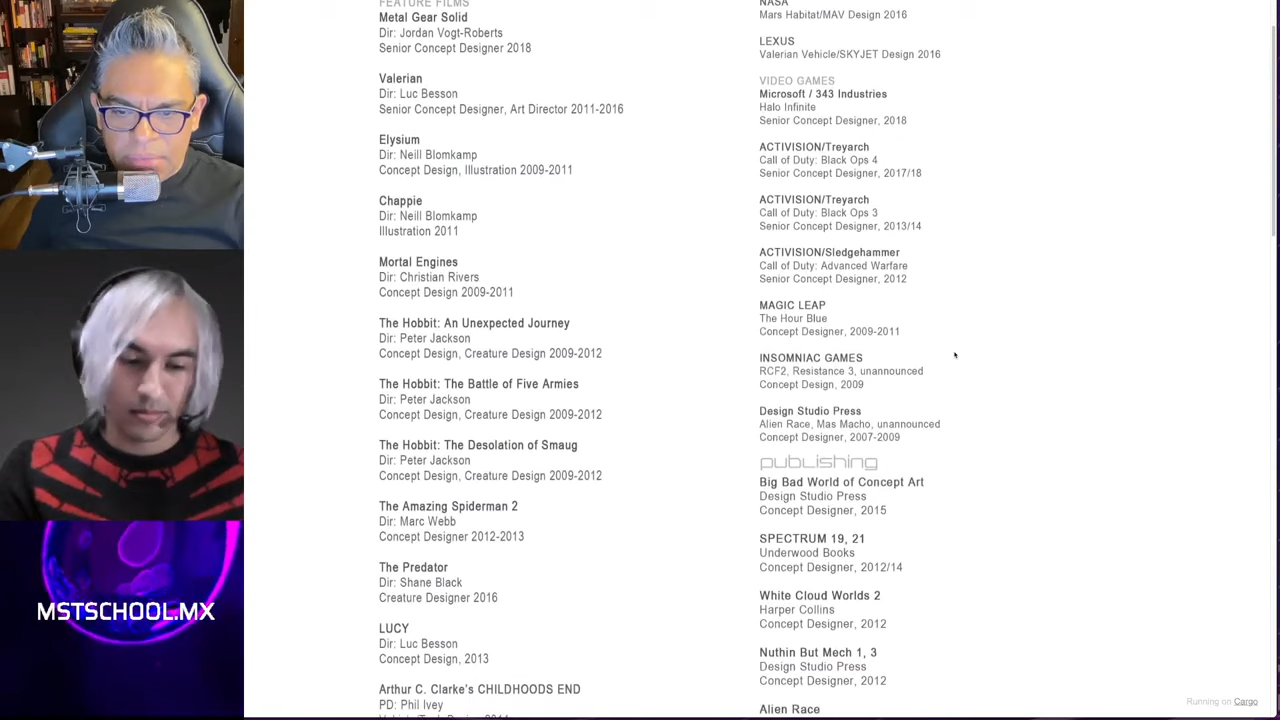 FEATURE FILMS
Metal Gear Solid
Dir: Jordan Vogt-Roberts
Senior Concept Designer 2018
Valerian
Dir: Luc Besson
Senior Concept Designer, Art Director 2011-2016
Elysium
Dir: Neill Blomkamp
Concept Design, Illustration 2009-2011
Chappie
Dir: Neill Blomkamp
Illustration 2011
Mortal Engines
Dir: Christian Rivers
Concept Design 2009-2011
The Hobbit: An Unexpected Journey
Dir: Peter Jackson
Concept Design, Creature Design 2009-2012
The Hobbit: The Battle of Five Armies
Dir: Peter Jackson
Concept Design, Creature Design 2009-2012
The Hobbit: The Desolation of Smaug
Dir: Peter Jackson
Concept Design, Creature Design 2009-2012
The Amazing Spiderman 2
Dir: Marc Webb
Concept Designer 2012-2013
The Predator
Dir: Shane Black
Creature Designer 2016
LUCY
Dir: Luc Besson
Concept Design, 2013
Arthur C. Clarke's CHILDHOODS END
PD: Phil Ivey
NASA
Mars Habitat/MAV Design 2016
LEXUS
Valerian Vehicle/SKYJET Design 2016
VIDEO GAMES
Microsoft / 343 Industries
Halo Infinite
Senior Concept Designer, 2018
ACTIVISION/Treyarch
Call of Duty: Black Ops 4
Senior Concept Designer, 2017/18
ACTIVISION/Treyarch
Call of Duty: Black Ops 3
Senior Concept Designer, 2013/14
ACTIVISION/Sledgehammer
Call of Duty: Advanced Warfare
Senior Concept Designer, 2012
MAGIC LEAP
The Hour Blue
Concept Designer, 2009-2011
INSOMNIAC GAMES
RCF2, Resistance 3, unannounced
Concept Design, 2009
Design Studio Press
Alien Race, Mas Macho, unannounced
Concept Designer, 2007-2009
publishing
Big Bad World of Concept Art
Design Studio Press
Concept Designer, 2015
SPECTRUM 19, 21
Underwood Books
Concept Designer, 2012/14
White Cloud Worlds 2
Harper Collins
Concept Designer, 2012
Nuthin But Mech 1, 3
Design Studio Press
Concept Designer, 2012
Alien Race
Running on Cargo
MSTSCHOOL.MX